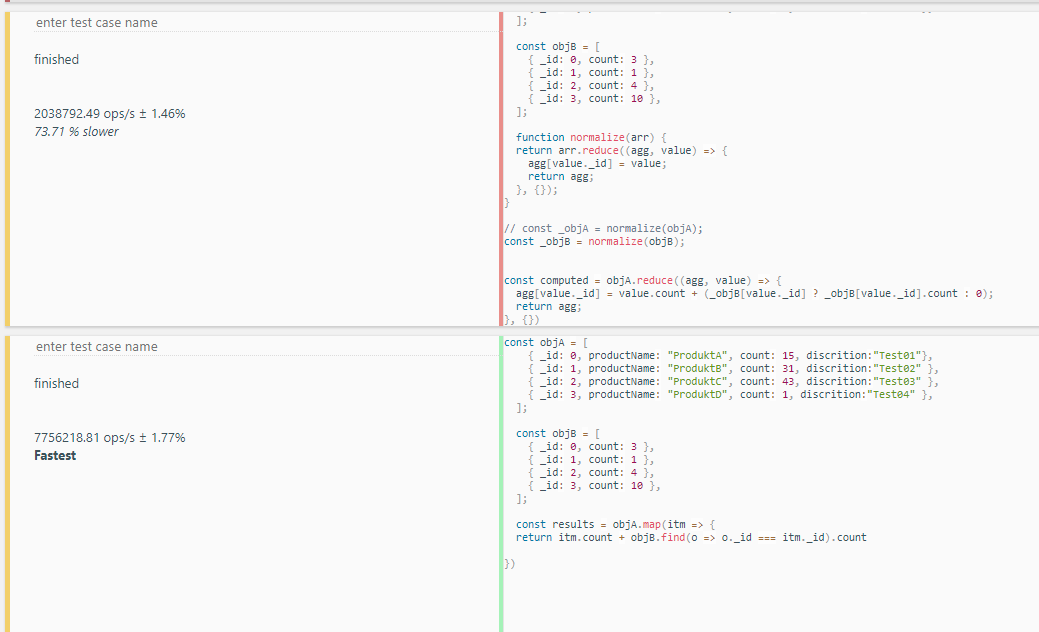 enter test case name
finished
2038792.49 ops/s ± 1.46%
73.71 % slower
];
const objB = [
{ _id: 0, count: 3 },
{ _id: 1, count: 1 },
{ _id: 2, count: 4 },
{ _id: 3, count: 10 },
];
function normalize(arr) {
return arr.reduce((agg, value) => {
agg[value._id] = value;
return agg;
}, {});
}
// const _objA = normalize(objA);
const _objB = normalize(objB);
const computed = objA.reduce((agg, value) => {
agg[value._id] = value.count + (_objB[value._id] ? _objB[value._id].count : 0);
return agg;
}, {})
enter test case name
finished
7756218.81 ops/s ± 1.77%
Fastest
const objA = [
{ _id: 0, productName: "ProduktA", count: 15, discrition:"Test01"},
{ _id: 1, productName: "ProduktB", count: 31, discrition:"Test02" },
{ _id: 2, productName: "ProduktC", count: 43, discrition:"Test03" },
{ _id: 3, productName: "ProduktD", count: 1, discrition:"Test04" },
];
const objB = [
{ _id: 0, count: 3 },
{ _id: 1, count: 1 },
{ _id: 2, count: 4 },
{ _id: 3, count: 10 },
];
const results = objA.map(itm => {
return itm.count + objB.find(o => o._id === itm._id).count
})